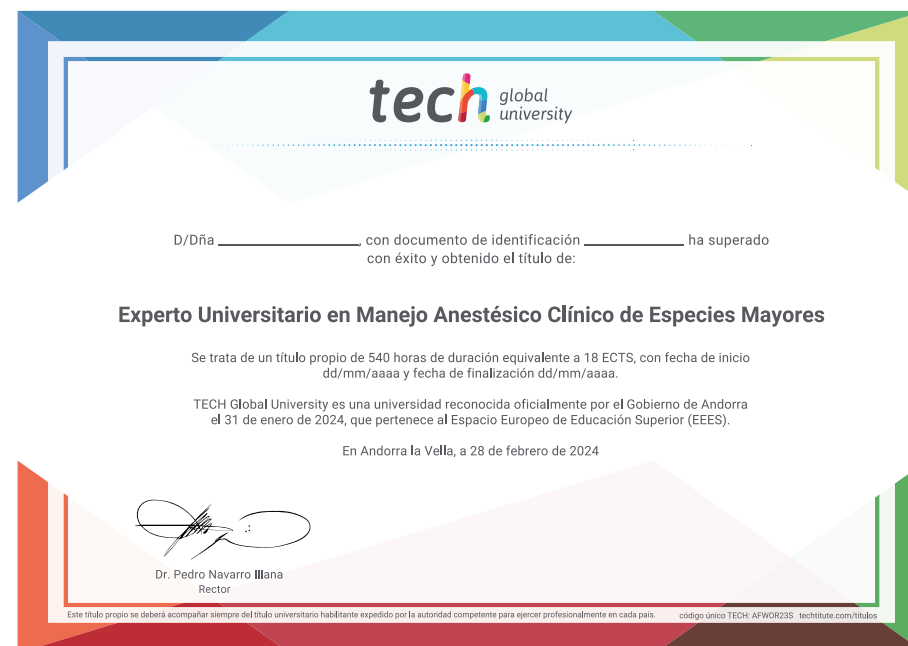 tech global university
D/Dña ____________________, con documento de identificación ______________ ha superado
con éxito y obtenido el título de:
Experto Universitario en Manejo Anestésico Clínico de Especies Mayores
Se trata de un título propio de 540 horas de duración equivalente a 18 ECTS, con fecha de inicio
dd/mm/aaaa y fecha de finalización dd/mm/aaaa.
TECH Global University es una universidad reconocida oficialmente por el Gobierno de Andorra
el 31 de enero de 2024, que pertenece al Espacio Europeo de Educación Superior (EEES).
En Andorra la Vella, a 28 de febrero de 2024
Dr. Pedro Navarro Illana
Rector
Este título propio se deberá acompañar siempre del título universitario habilitante expedido por la autoridad competente para ejercer profesionalmente en cada país.
código único TECH: AFWOR23S techtitute.com/titulos